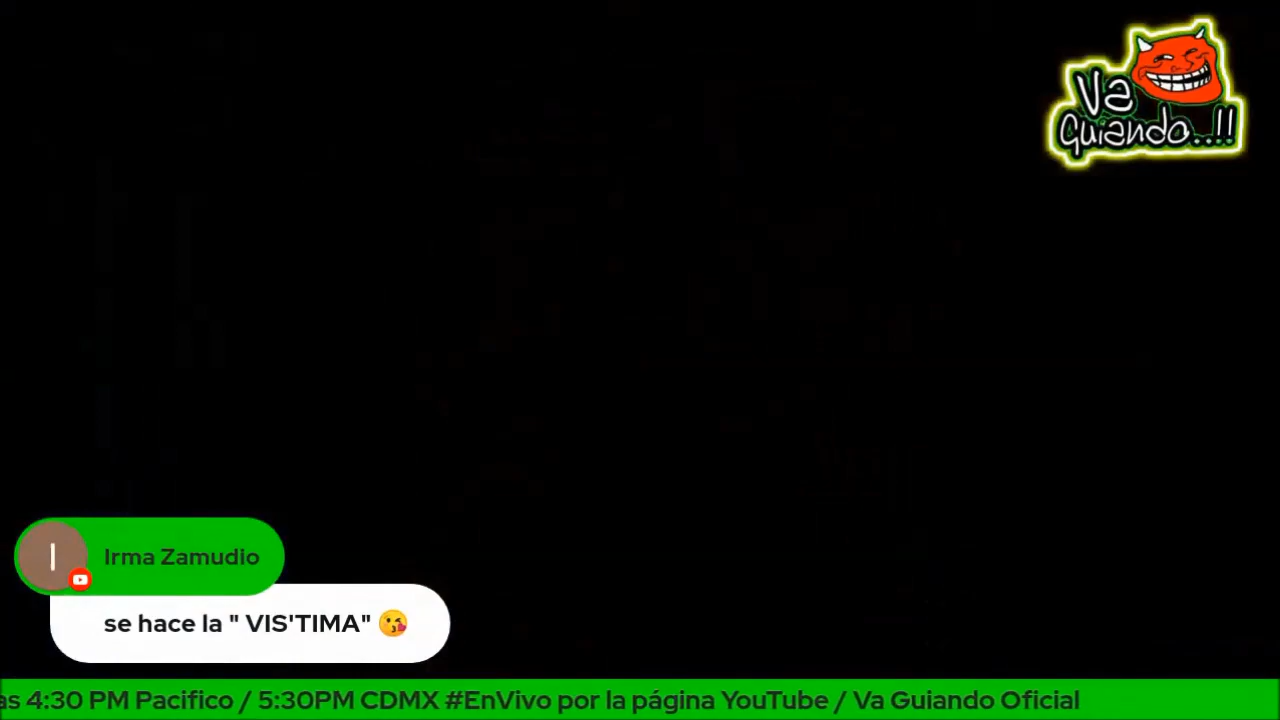 Va
Guiando..!!
I
Irma Zamudio
se hace la " VIS'TIMA" 😘
as 4:30 PM Pacifico / 5:30PM CDMX #EnVivo por la página YouTube / Va Guiando Oficial